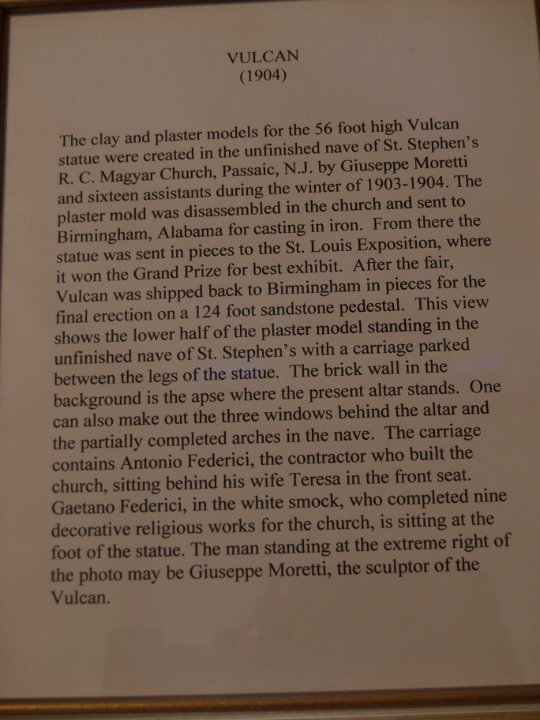 VULCAN
(1904)
The clay and plaster models for the 56 foot high Vulcan
statue were created in the unfinished nave of St. Stephen's
R. C. Magyar Church, Passaic, N.J. by Giuseppe Moretti
and sixteen assistants during the winter of 1903-1904. The
plaster mold was disassembled in the church and sent to
Birmingham, Alabama for casting in iron. From there the
statue was sent in pieces to the St. Louis Exposition, where
it won the Grand Prize for best exhibit. After the fair,
Vulcan was shipped back to Birmingham in pieces for the
final erection on a 124 foot sandstone pedestal. This view
shows the lower half of the plaster model standing in the
unfinished nave of St. Stephen's with a carriage parked
between the legs of the statue. The brick wall in the
background is the apse where the present altar stands. One
can also make out the three windows behind the altar and
the partially completed arches in the nave. The carriage
contains Antonio Federici, the contractor who built the
church, sitting behind his wife Teresa in the front seat.
Gaetano Federici, in the white smock, who completed nine
decorative religious works for the church, is sitting at the
foot of the statue. The man standing at the extreme right of
the photo may be Giuseppe Moretti, the sculptor of the
Vulcan.